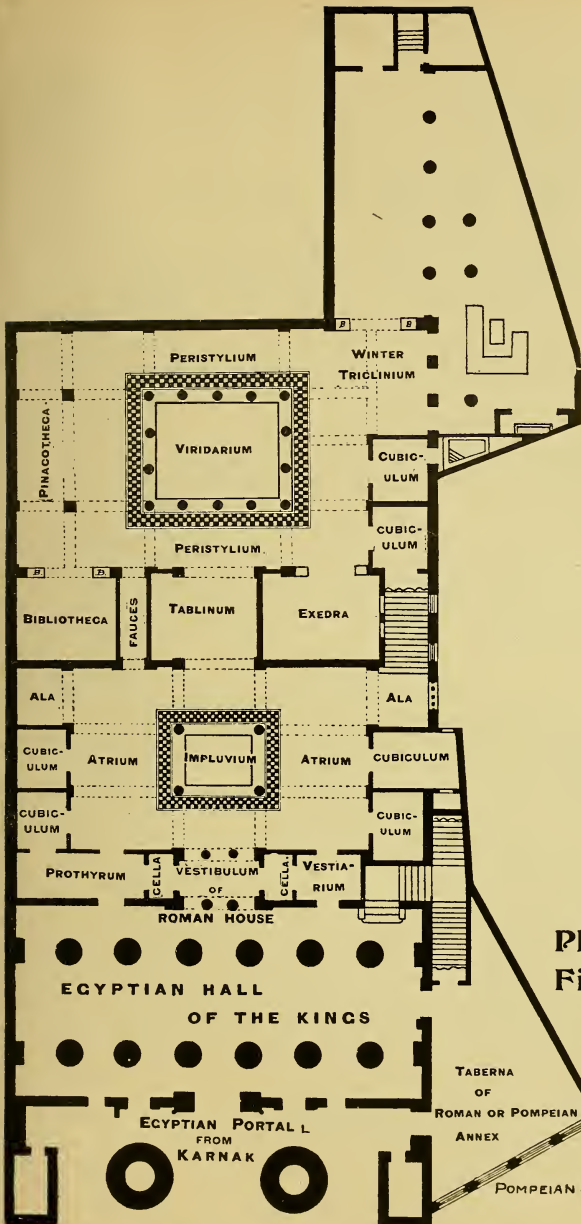 B
B
PERISTYLIUM
WINTER
TRICLINIUM
PINACOTHECA
VIRIDARIUM
CUBIC-
ULUM
CUBIC-
ULUM
PERISTYLIUM
B
B
BIBLIOTHECA
FAUCES
TABLINUM
EXEDRA
ALA
ALA
CUBIC-
ULUM
ATRIUM
IMPLUVIUM
ATRIUM
CUBICULUM
CUBIC-
ULUM
CUBIC-
ULUM
PROTHYRUM
CELLA
VESTIBULUM
OF
ROMAN HOUSE
CELLA
VESTIA-
RIUM
EGYPTIAN HALL
OF THE KINGS
EGYPTIAN PORTAL L
FROM
KARNAK
TABERNA
OF
ROMAN OR POMPEIAN
ANNEX
POMPEIAN